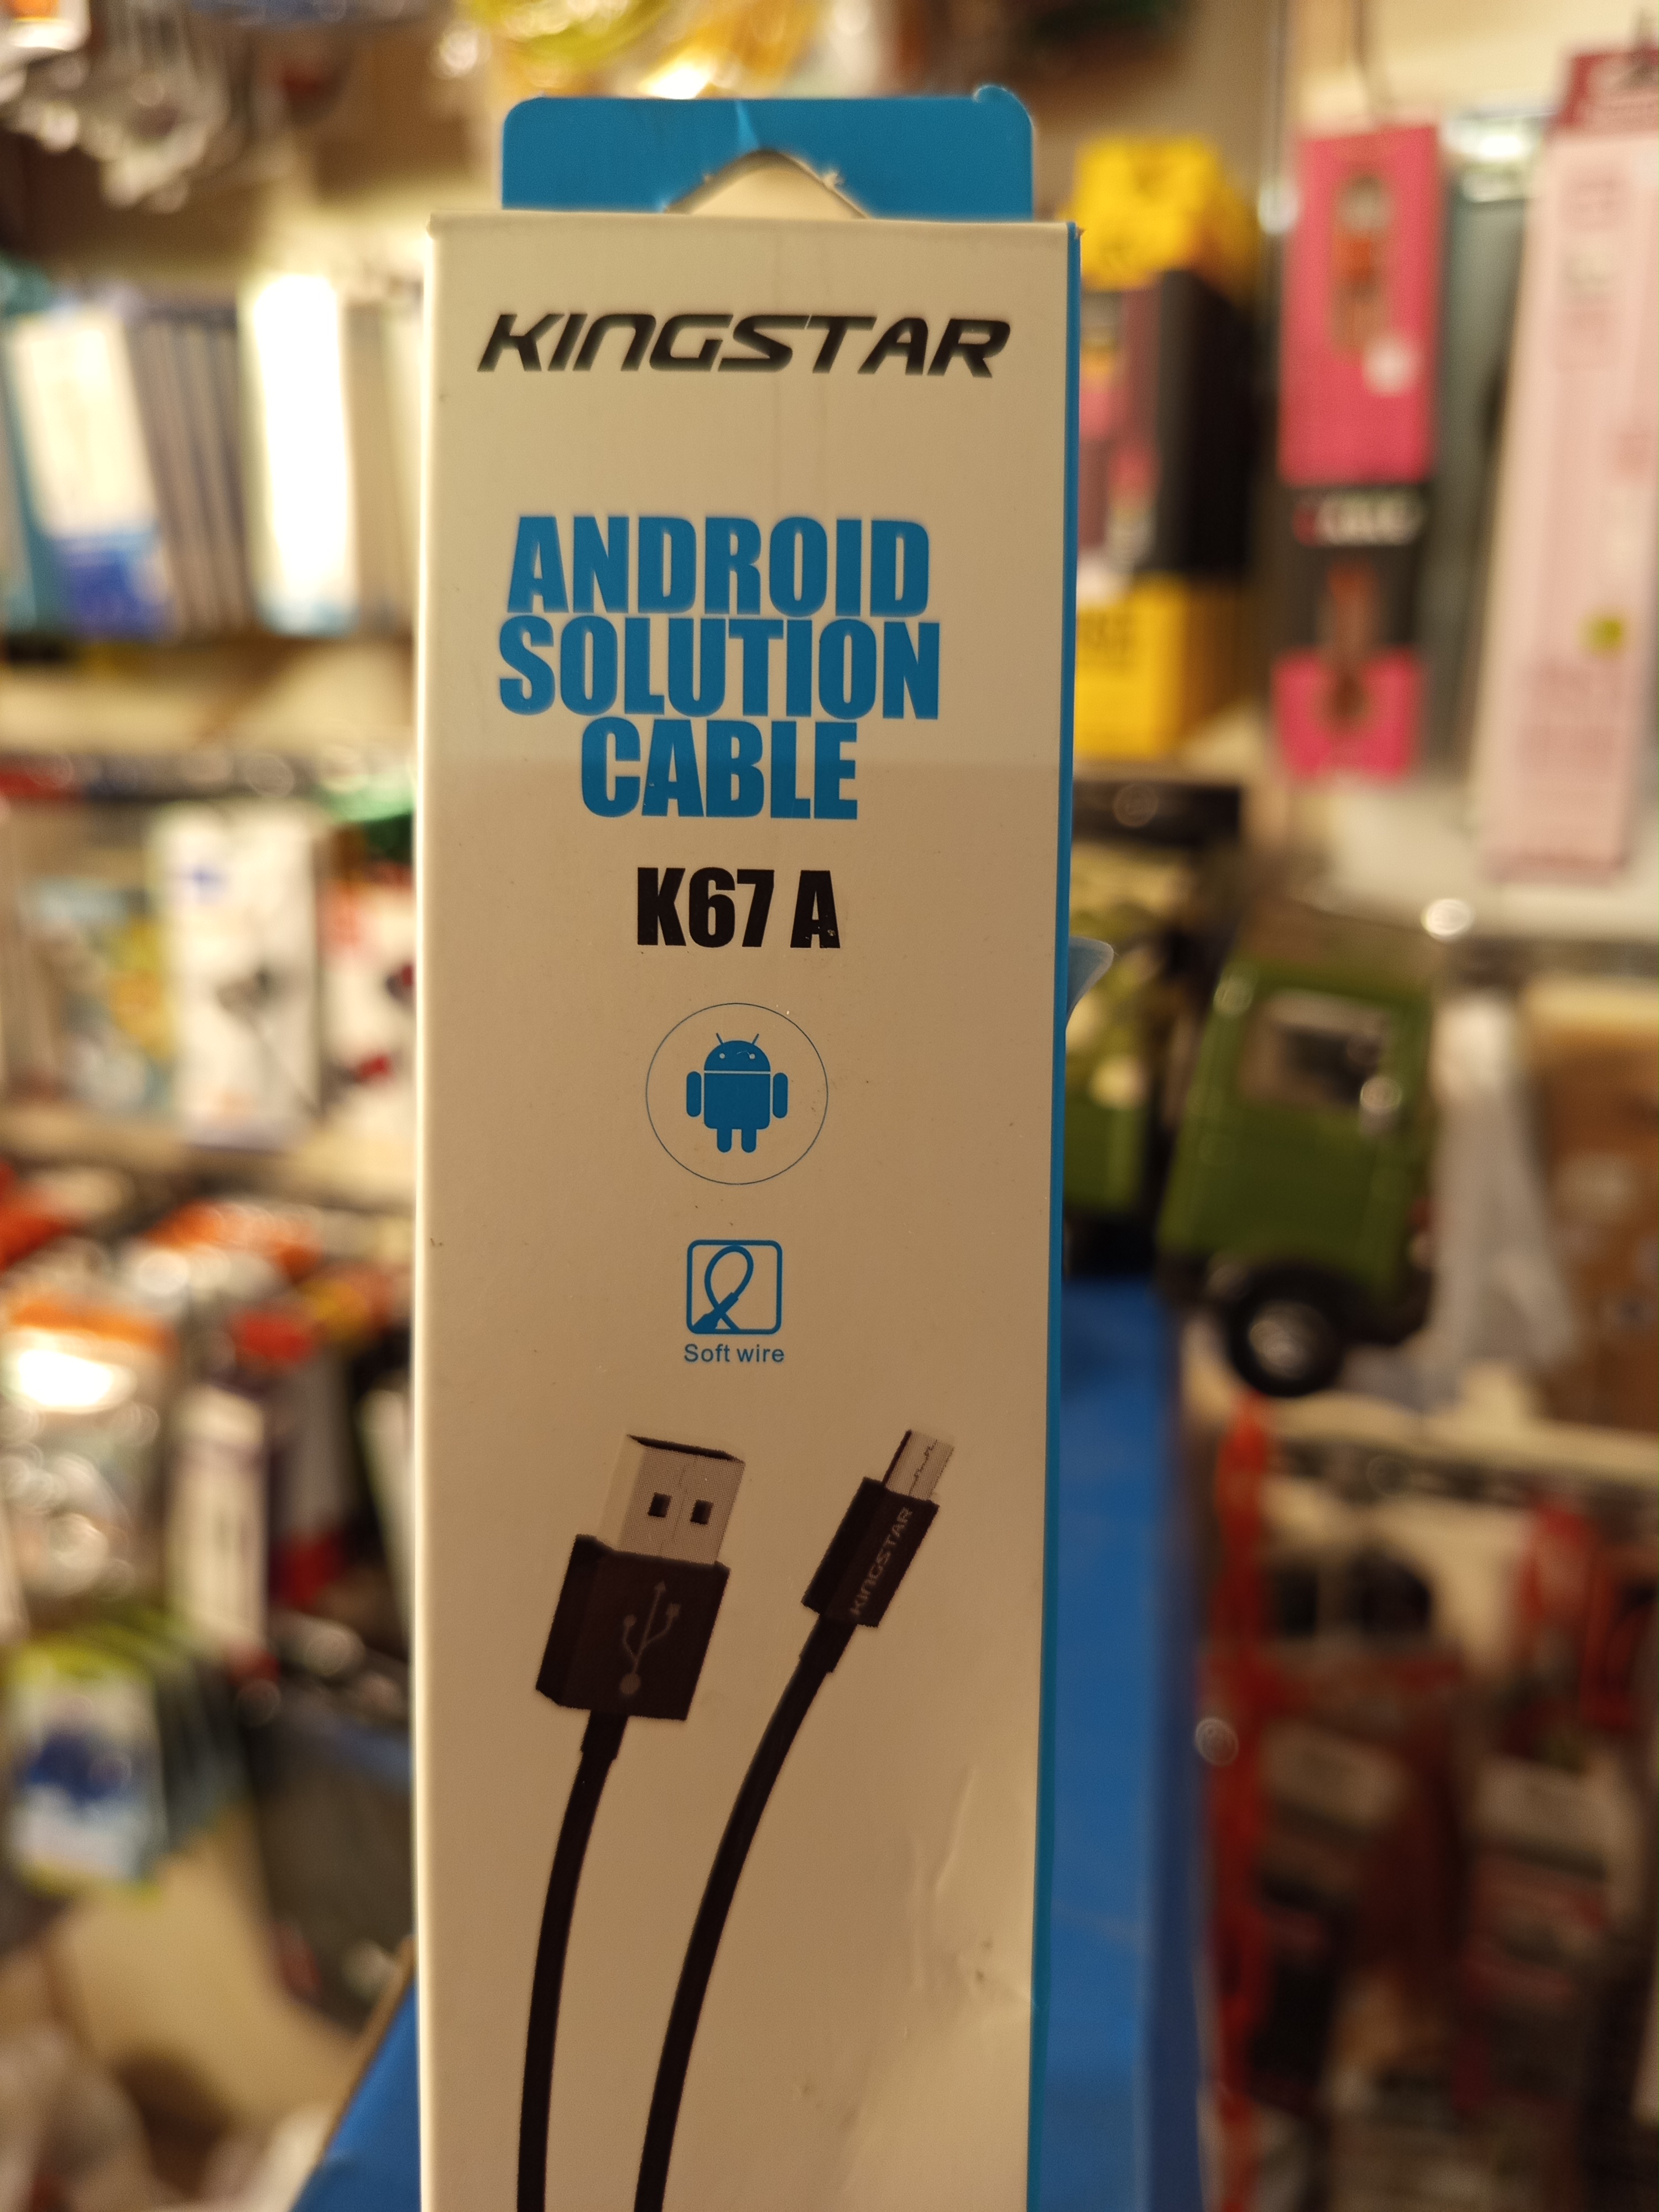 KINGSTAR
ANDROID
SOLUTION
CABLE
K67 A
Soft wire
KINGSTAR